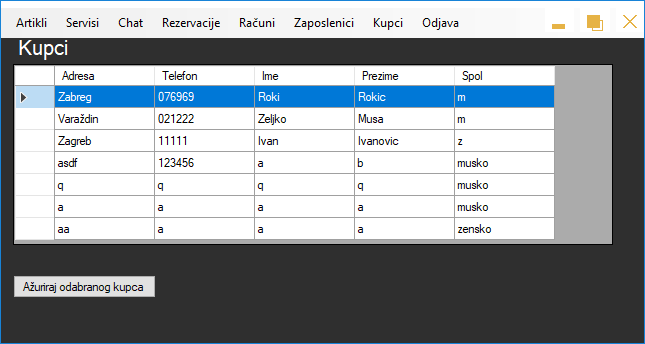 Artikli Servisi Chat Rezervacije Računi Zaposlenici Kupci Odjava
Kupci
Adresa Telefon Ime Prezime Spol
Zabreg 076969 Roki Rokic m
Varaždin 021222 Zeljko Musa m
Zagreb 11111 Ivan Ivanovic z
asdf 123456 a b musko
q q q q musko
a a a a musko
aa a a a zensko
Ažuriraj odabranog kupca